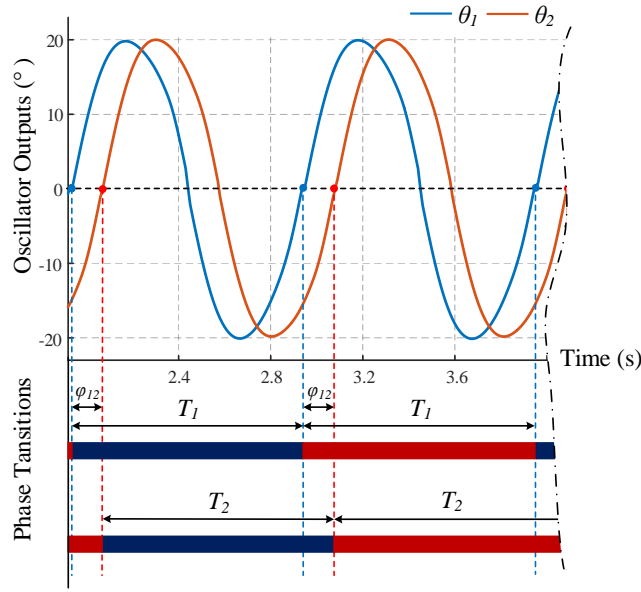 θ1 θ2
Oscillator Outputs (°)
20
10
0
-10
-20
2.4 2.8 3.2 3.6
Time (s)
Phase Tansitions
φ12 φ12
T1 T1
T2 T2